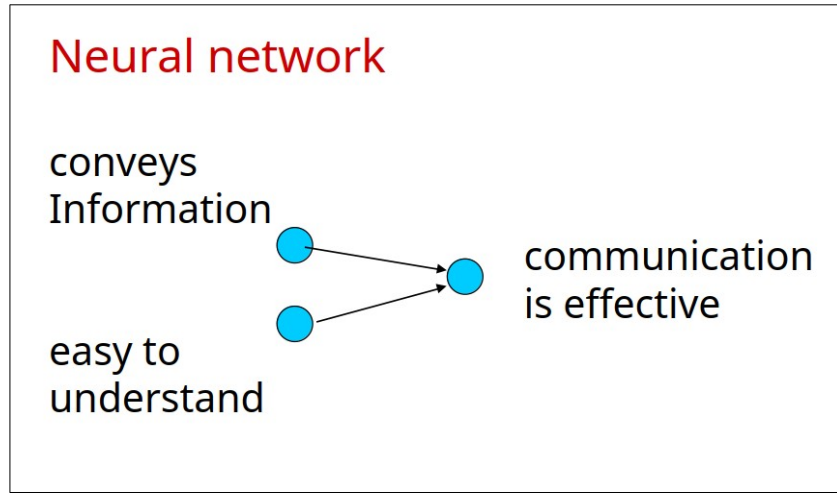 Neural network
conveys
Information
communication
is effective
easy to
understand